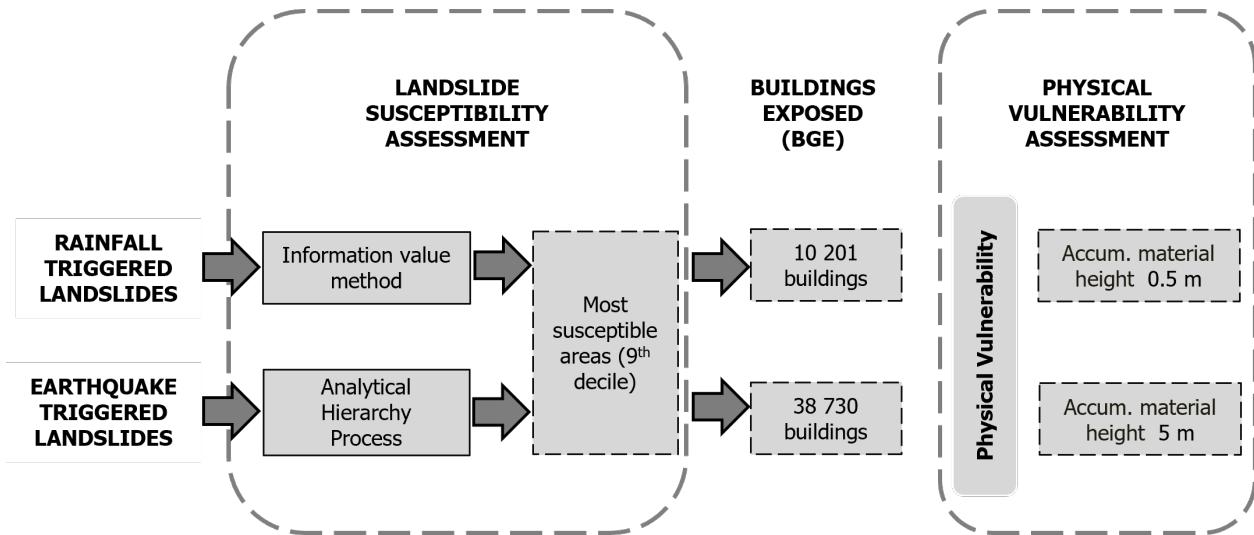 LANDSLIDE
SUSCEPTIBILITY
ASSESSMENT
BUILDINGS
EXPOSED
(BGE)
PHYSICAL
VULNERABILITY
ASSESSMENT
RAINFALL
TRIGGERED
LANDSLIDES
Information value
method
Most
susceptible
areas (9th
decile)
10 201
buildings
Physical Vulnerability
Accum. material
height 0.5 m
EARTHQUAKE
TRIGGERED
LANDSLIDES
Analytical
Hierarchy
Process
38 730
buildings
Accum. material
height 5 m